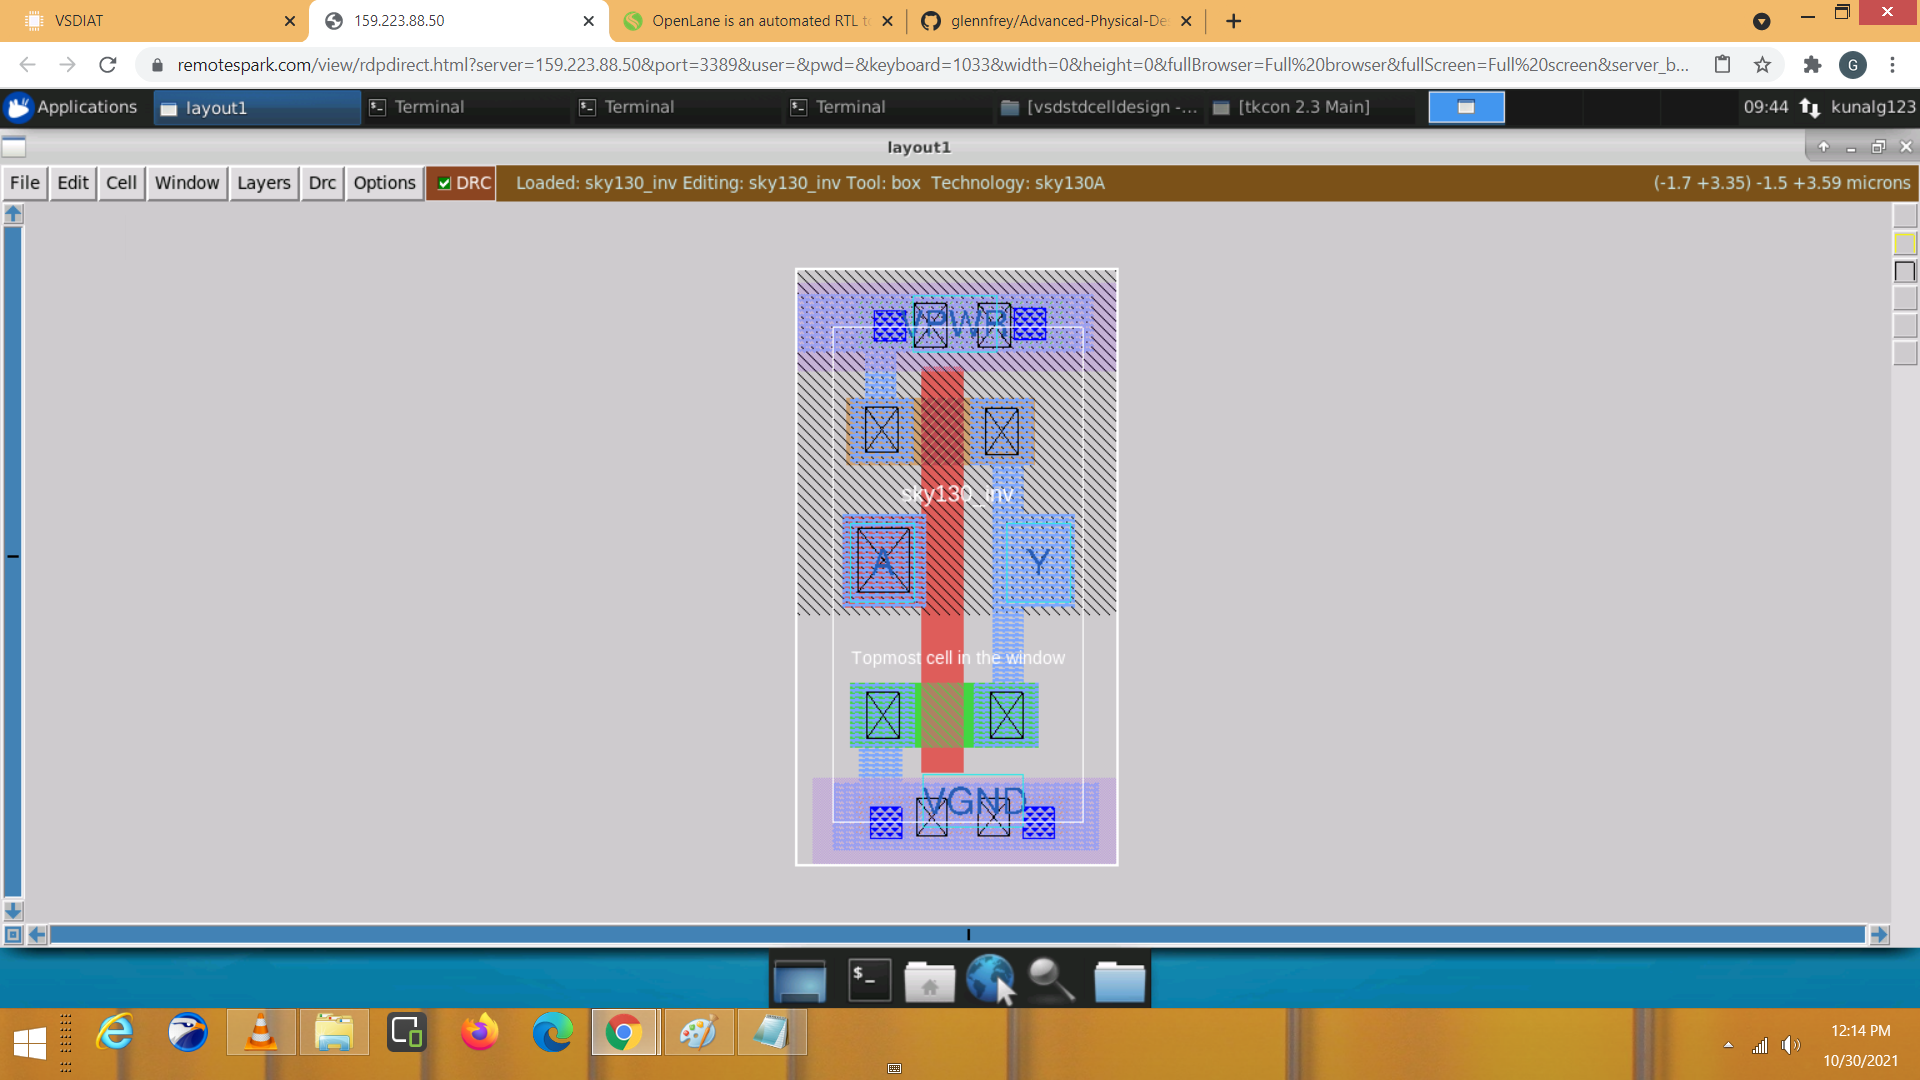 VSDIAT
159.223.88.50
OpenLane is an automated RTL to
glennfrey/Advanced-Physical-De
remotespark.com/view/rdpdirect.html?server=159.223.88.50&port=3389&user=&pwd=&keyboard=1033&width=0&height=0&fullBrowser=Full%20browser&fullScreen=Full%20screen&server_b...
G
Applications
layout1
Terminal
Terminal
Terminal
[vsdstdcelldesign -...
[tkcon 2.3 Main]
09:44
kunalg123
layout1
File
Edit
Cell
Window
Layers
Drc
Options
DRC
Loaded: sky130_inv Editing: sky130_inv Tool: box Technology: sky130A
(-1.7 +3.35) -1.5 +3.59 microns
VPWR
sky130_inv
A
Y
Topmost cell in the window
VGND
12:14 PM
10/30/2021